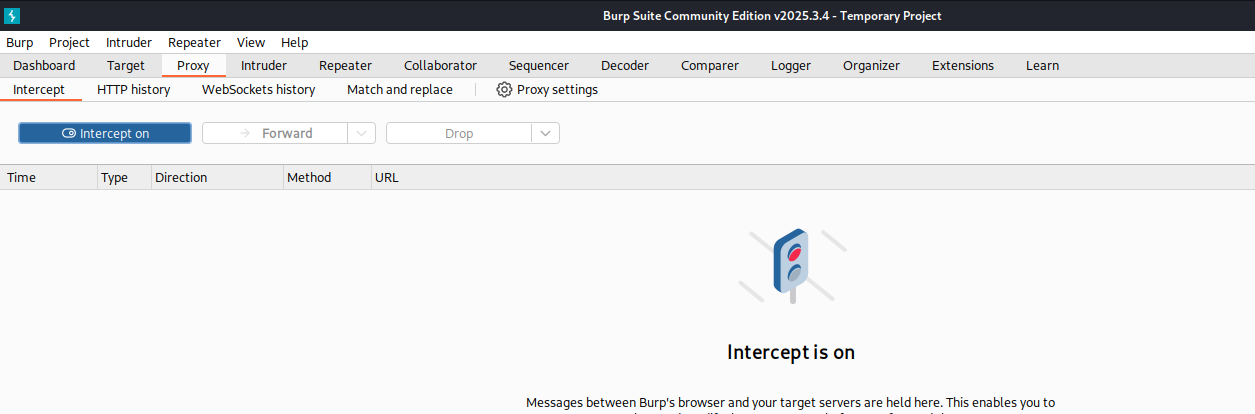 Burp Suite Community Edition v2025.3.4 - Temporary Project
Burp Project Intruder Repeater View Help
Dashboard Target Proxy Intruder Repeater Collaborator Sequencer Decoder Comparer Logger Organizer Extensions Learn
Intercept HTTP history WebSockets history Match and replace Proxy settings
Intercept on Forward Drop
Time Type Direction Method URL
Intercept is on
Messages between Burp's browser and your target servers are held here. This enables you to